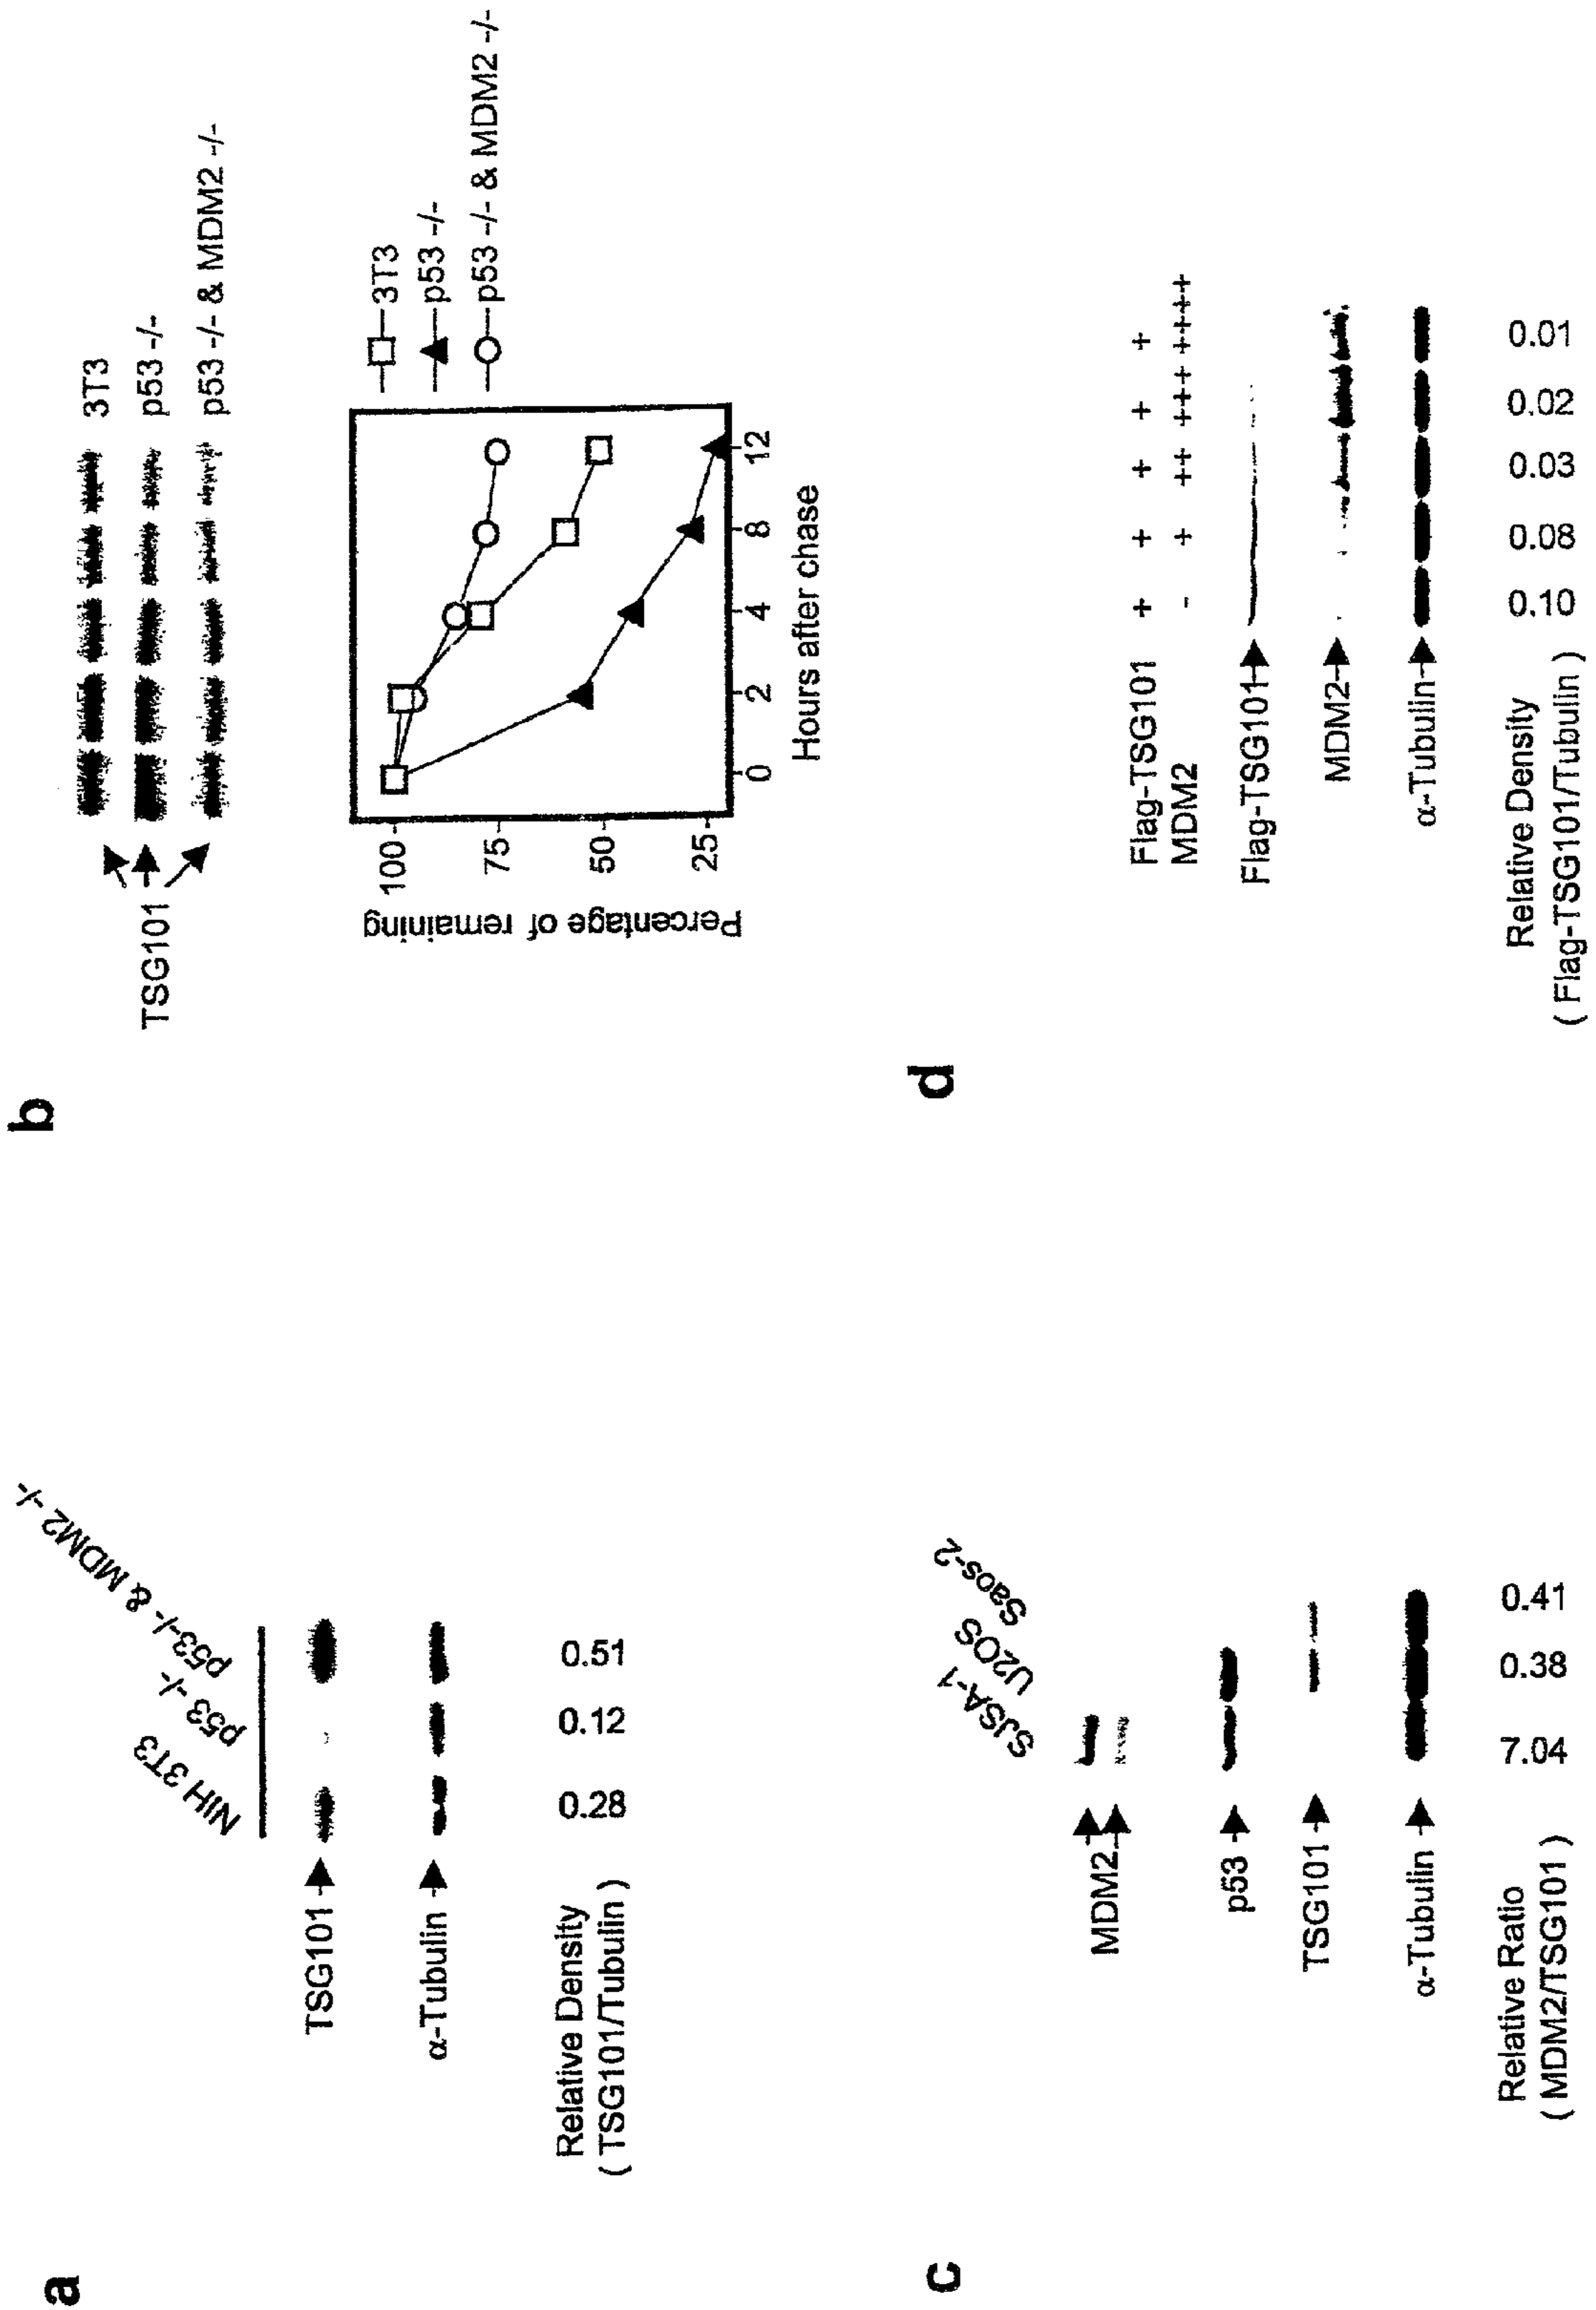 a
NIH 3T3
p53 -/-
p53-/- & MDM2 -/-
TSG101
α-Tubulin
Relative Density
( TSG101/Tubulin )
0.28 0.12 0.51
b
TSG101
3T3
p53 -/-
p53 -/- & MDM2 -/-
Percentage of remaining
100
75
50
25
0 2 4 8 12
Hours after chase
3T3
p53 -/-
p53 -/- & MDM2 -/-
c
SJSA-1
U2OS
Saos-2
MDM2
p53
TSG101
α-Tubulin
Relative Ratio
( MDM2/TSG101 )
7.04 0.38 0.41
d
Flag-TSG101 + + + + +
MDM2 - + ++ +++ +++++
Flag-TSG101
MDM2
α-Tubulin
Relative Density
( Flag-TSG101/Tubulin )
0.10 0.08 0.03 0.02 0.01